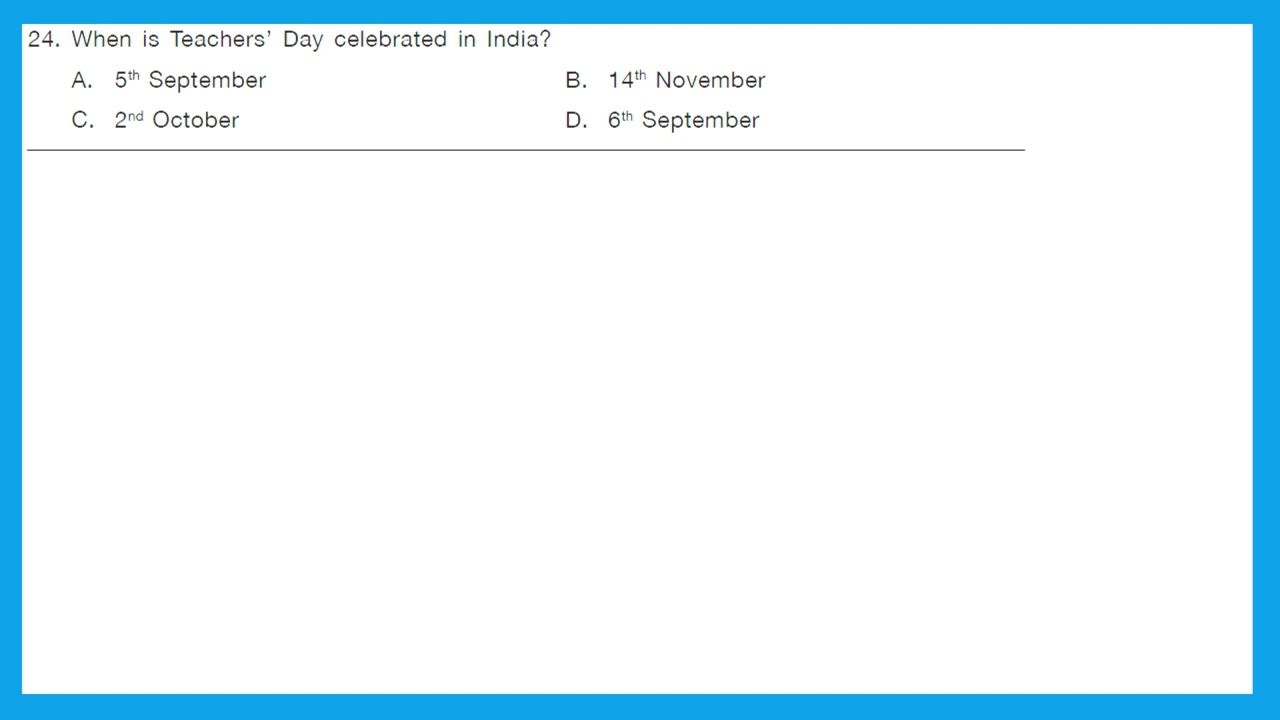 24. When is Teachers’ Day celebrated in India?
A. 5th September B. 14th November
C. 2nd October D. 6th September